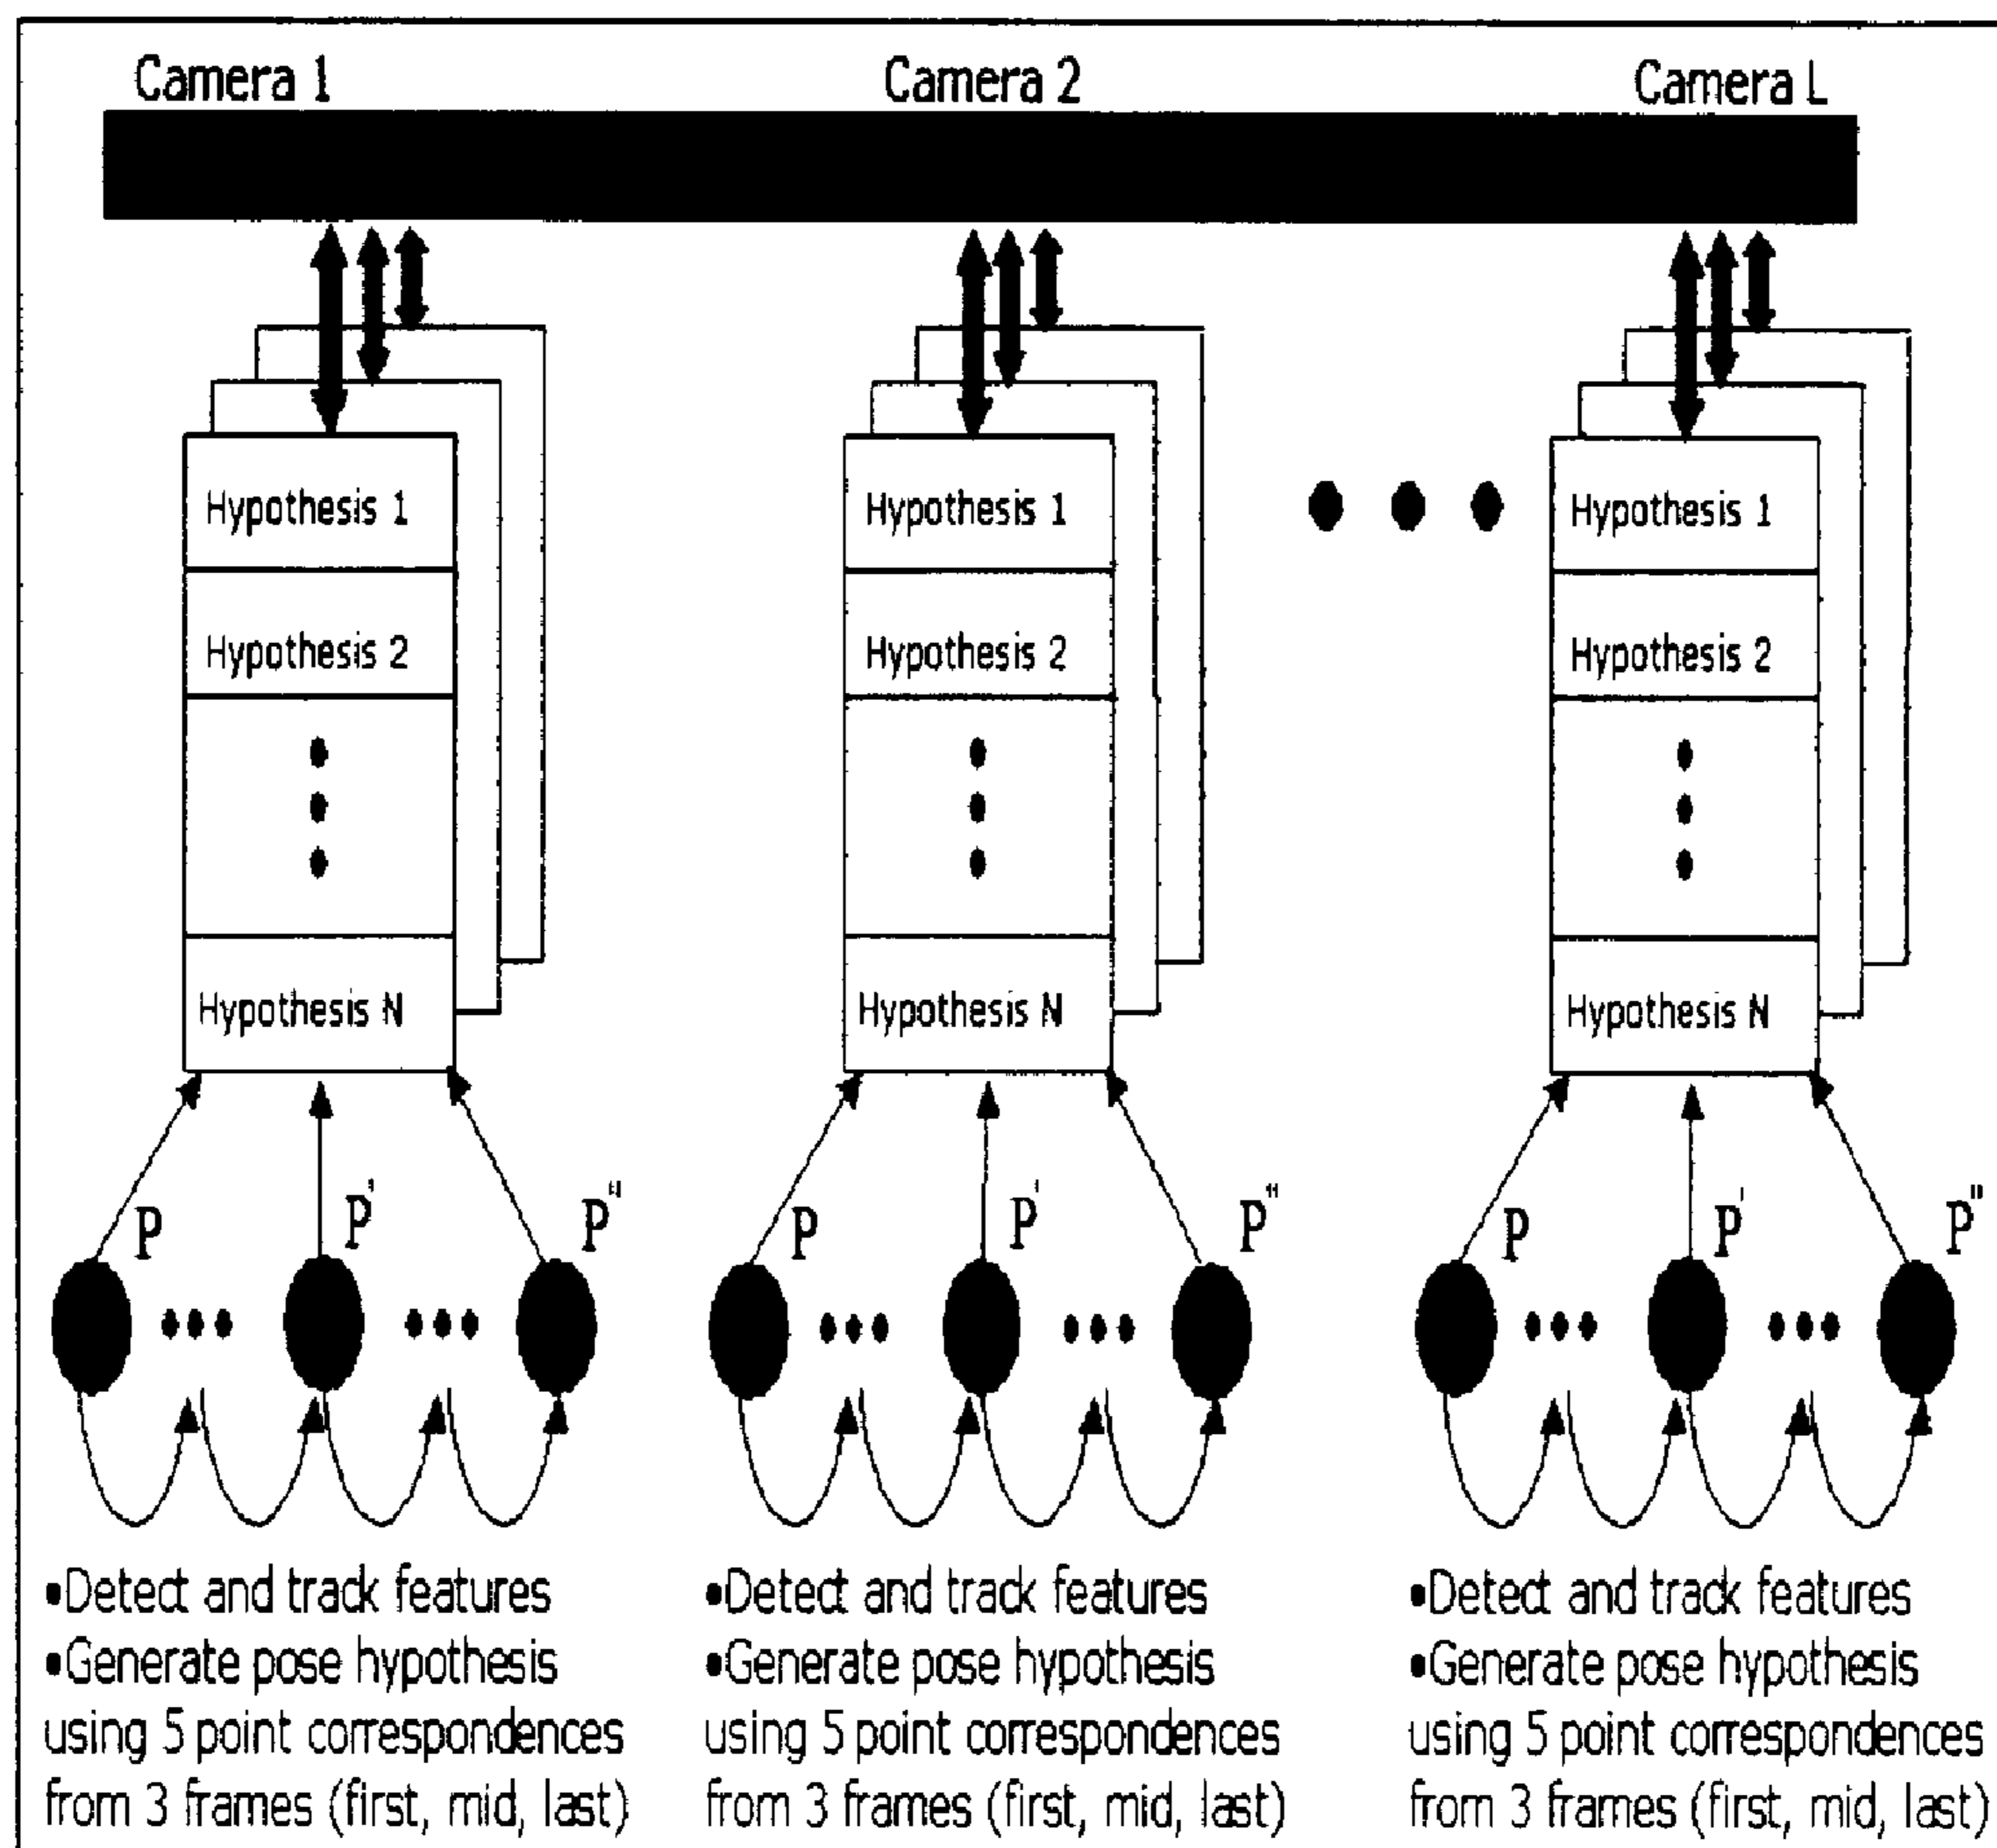 Camera 1
Camera 2
Camera L
Hypothesis 1
Hypothesis 2
Hypothesis N
Hypothesis 1
Hypothesis 2
Hypothesis N
Hypothesis 1
Hypothesis 2
Hypothesis N
P
P'
P"
P
P'
P"
P
P'
P"
•Detect and track features
•Generate pose hypothesis
using 5 point correspondences
from 3 frames (first, mid, last)
•Detect and track features
•Generate pose hypothesis
using 5 point correspondences
from 3 frames (first, mid, last)
•Detect and track features
•Generate pose hypothesis
using 5 point correspondences
from 3 frames (first, mid, last)